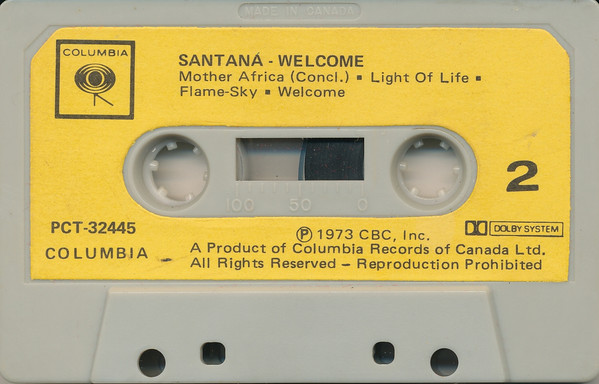 MADE IN CANADA
COLUMBIA
SANTANA - WELCOME
Mother Africa (Concl.) ▪ Light Of Life ▪
Flame-Sky ▪ Welcome
2
100 50 0
PCT-32445
COLUMBIA
Ⓟ 1973 CBC, Inc.
DOLBY SYSTEM
A Product of Columbia Records of Canada Ltd.
All Rights Reserved – Reproduction Prohibited